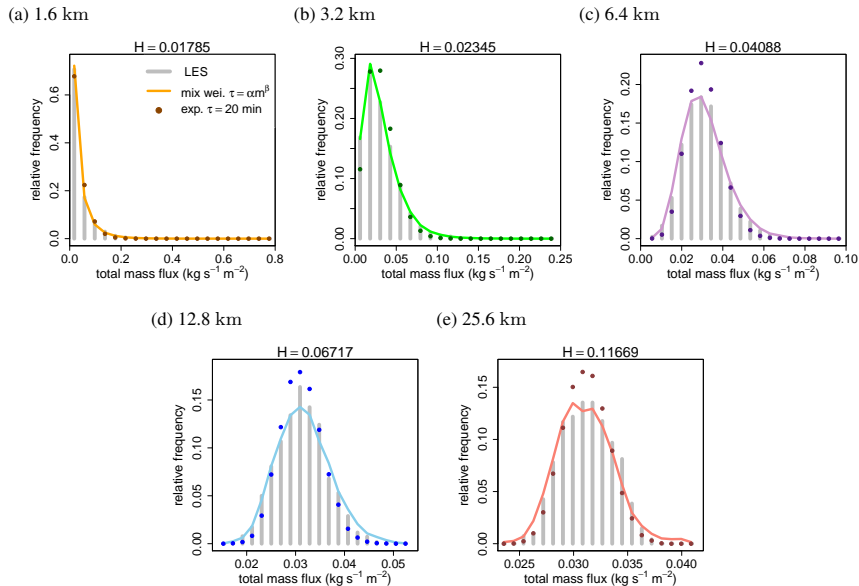 (a) 1.6 km
H = 0.01785
LES
mix wei. τ = αm^β
exp. τ = 20 min
relative frequency
0.0 0.2 0.4 0.6
0.0 0.2 0.4 0.6 0.8
total mass flux (kg s⁻¹ m⁻²)
(b) 3.2 km
H = 0.02345
relative frequency
0.00 0.10 0.20 0.30
0.00 0.05 0.10 0.15 0.20 0.25
total mass flux (kg s⁻¹ m⁻²)
(c) 6.4 km
H = 0.04088
relative frequency
0.00 0.05 0.10 0.15 0.20
0.00 0.02 0.04 0.06 0.08 0.10
total mass flux (kg s⁻¹ m⁻²)
(d) 12.8 km
H = 0.06717
relative frequency
0.00 0.05 0.10 0.15
0.02 0.03 0.04 0.05
total mass flux (kg s⁻¹ m⁻²)
(e) 25.6 km
H = 0.11669
relative frequency
0.00 0.05 0.10 0.15
0.025 0.030 0.035 0.040
total mass flux (kg s⁻¹ m⁻²)